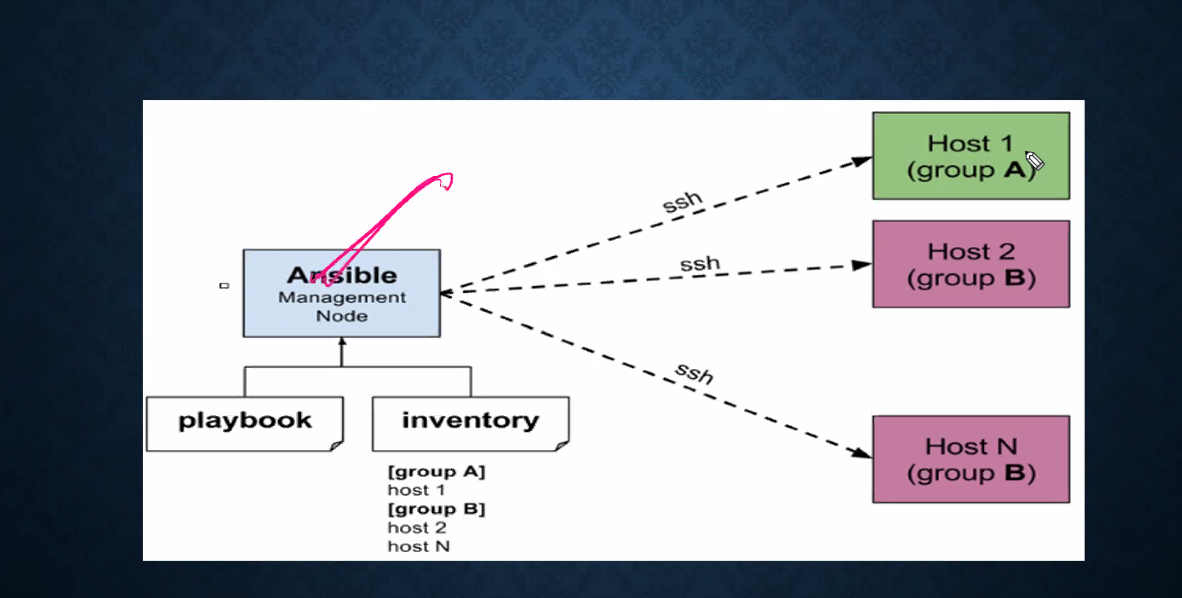 Ansible
Management
Node
playbook
inventory
[group A]
host 1
[group B]
host 2
host N
ssh
ssh
ssh
Host 1
(group A)
Host 2
(group B)
Host N
(group B)